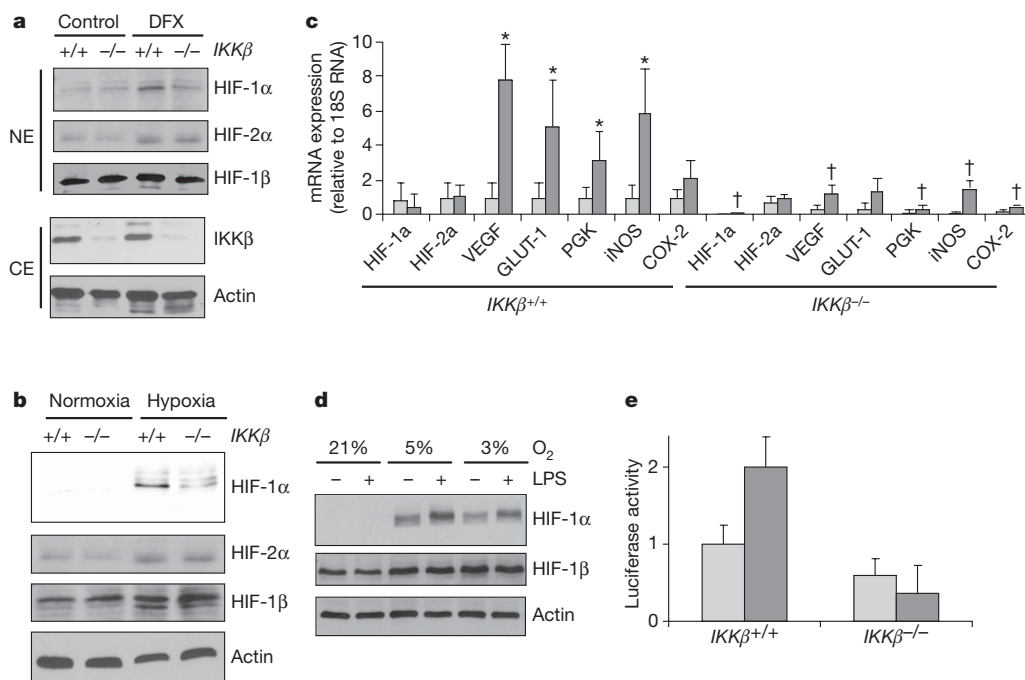 a
Control DFX
+/+ −/− +/+ −/− IKKβ
NE
HIF-1α
HIF-2α
HIF-1β
CE
IKKβ
Actin
c
mRNA expression
(relative to 18S RNA)
10
8
6
4
2
0
* * * *
† † † † †
HIF-1a HIF-2a VEGF GLUT-1 PGK iNOS COX-2 HIF-1a HIF-2a VEGF GLUT-1 PGK iNOS COX-2
IKKβ+/+ IKKβ−/−
b
Normoxia Hypoxia
+/+ −/− +/+ −/− IKKβ
HIF-1α
HIF-2α
HIF-1β
Actin
d
21% 5% 3% O2
− + − + − + LPS
HIF-1α
HIF-1β
Actin
e
Luciferase activity
2
1
0
IKKβ+/+ IKKβ−/−